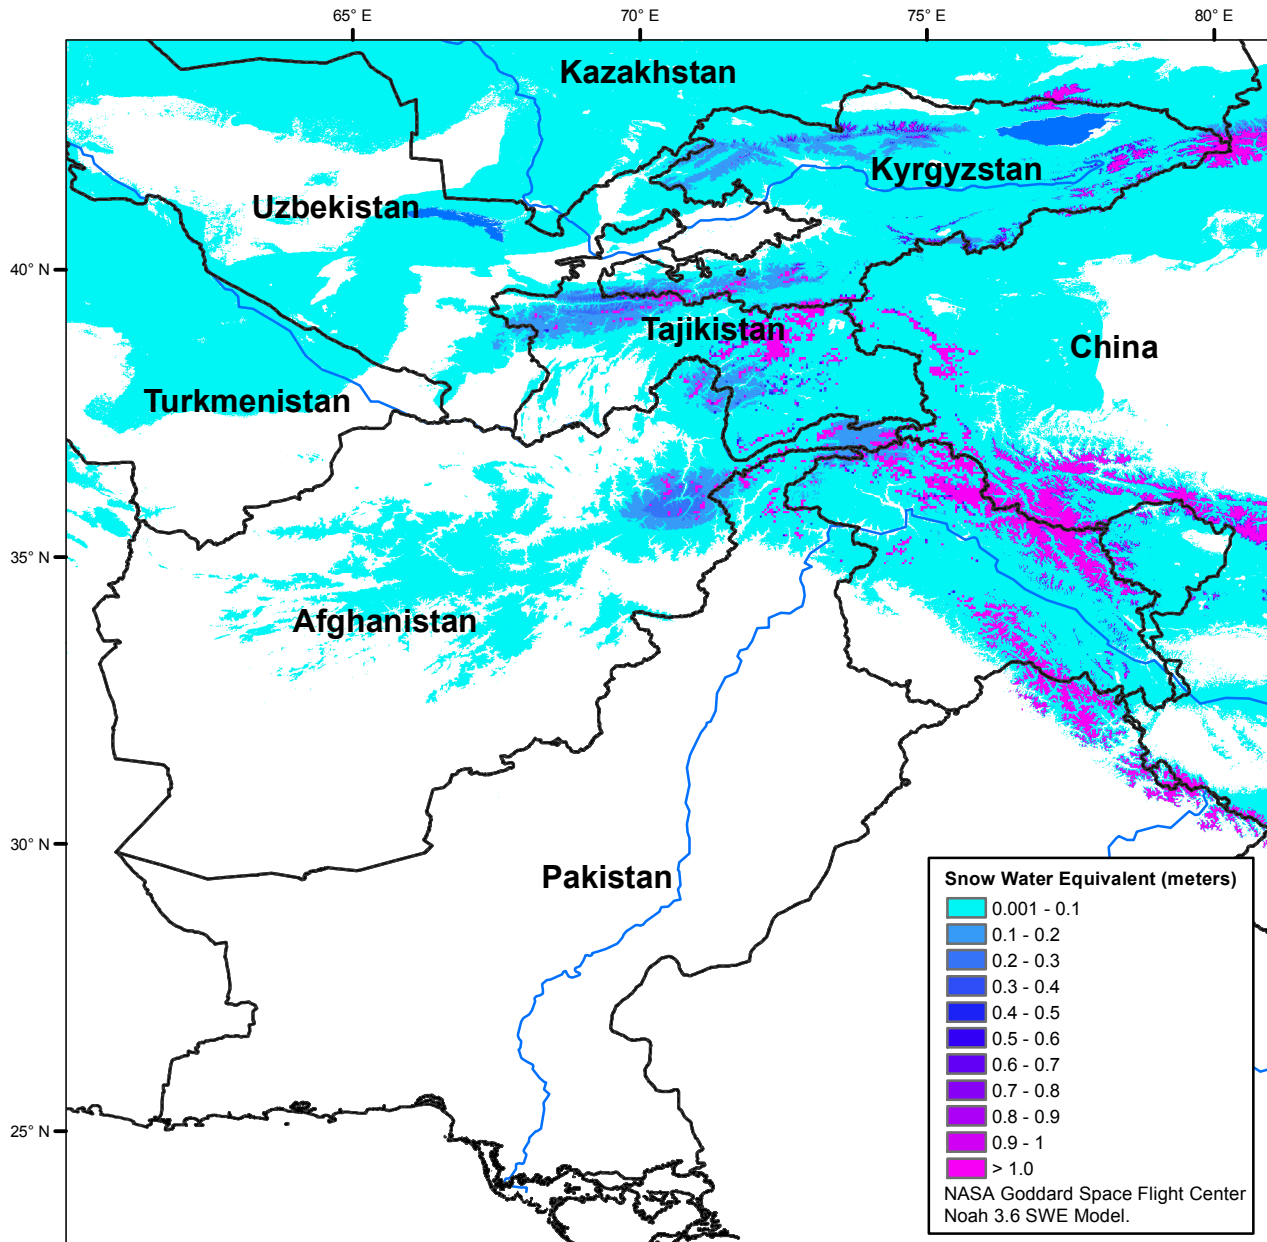 65° E
70° E
75° E
80° E
Kazakhstan
Kyrgyzstan
Uzbekistan
40° N
Tajikistan
China
Turkmenistan
35° N
Afghanistan
30° N
Pakistan
25° N
Snow Water Equivalent (meters)
0.001 - 0.1
0.1 - 0.2
0.2 - 0.3
0.3 - 0.4
0.4 - 0.5
0.5 - 0.6
0.6 - 0.7
0.7 - 0.8
0.8 - 0.9
0.9 - 1
> 1.0
NASA Goddard Space Flight Center
Noah 3.6 SWE Model.